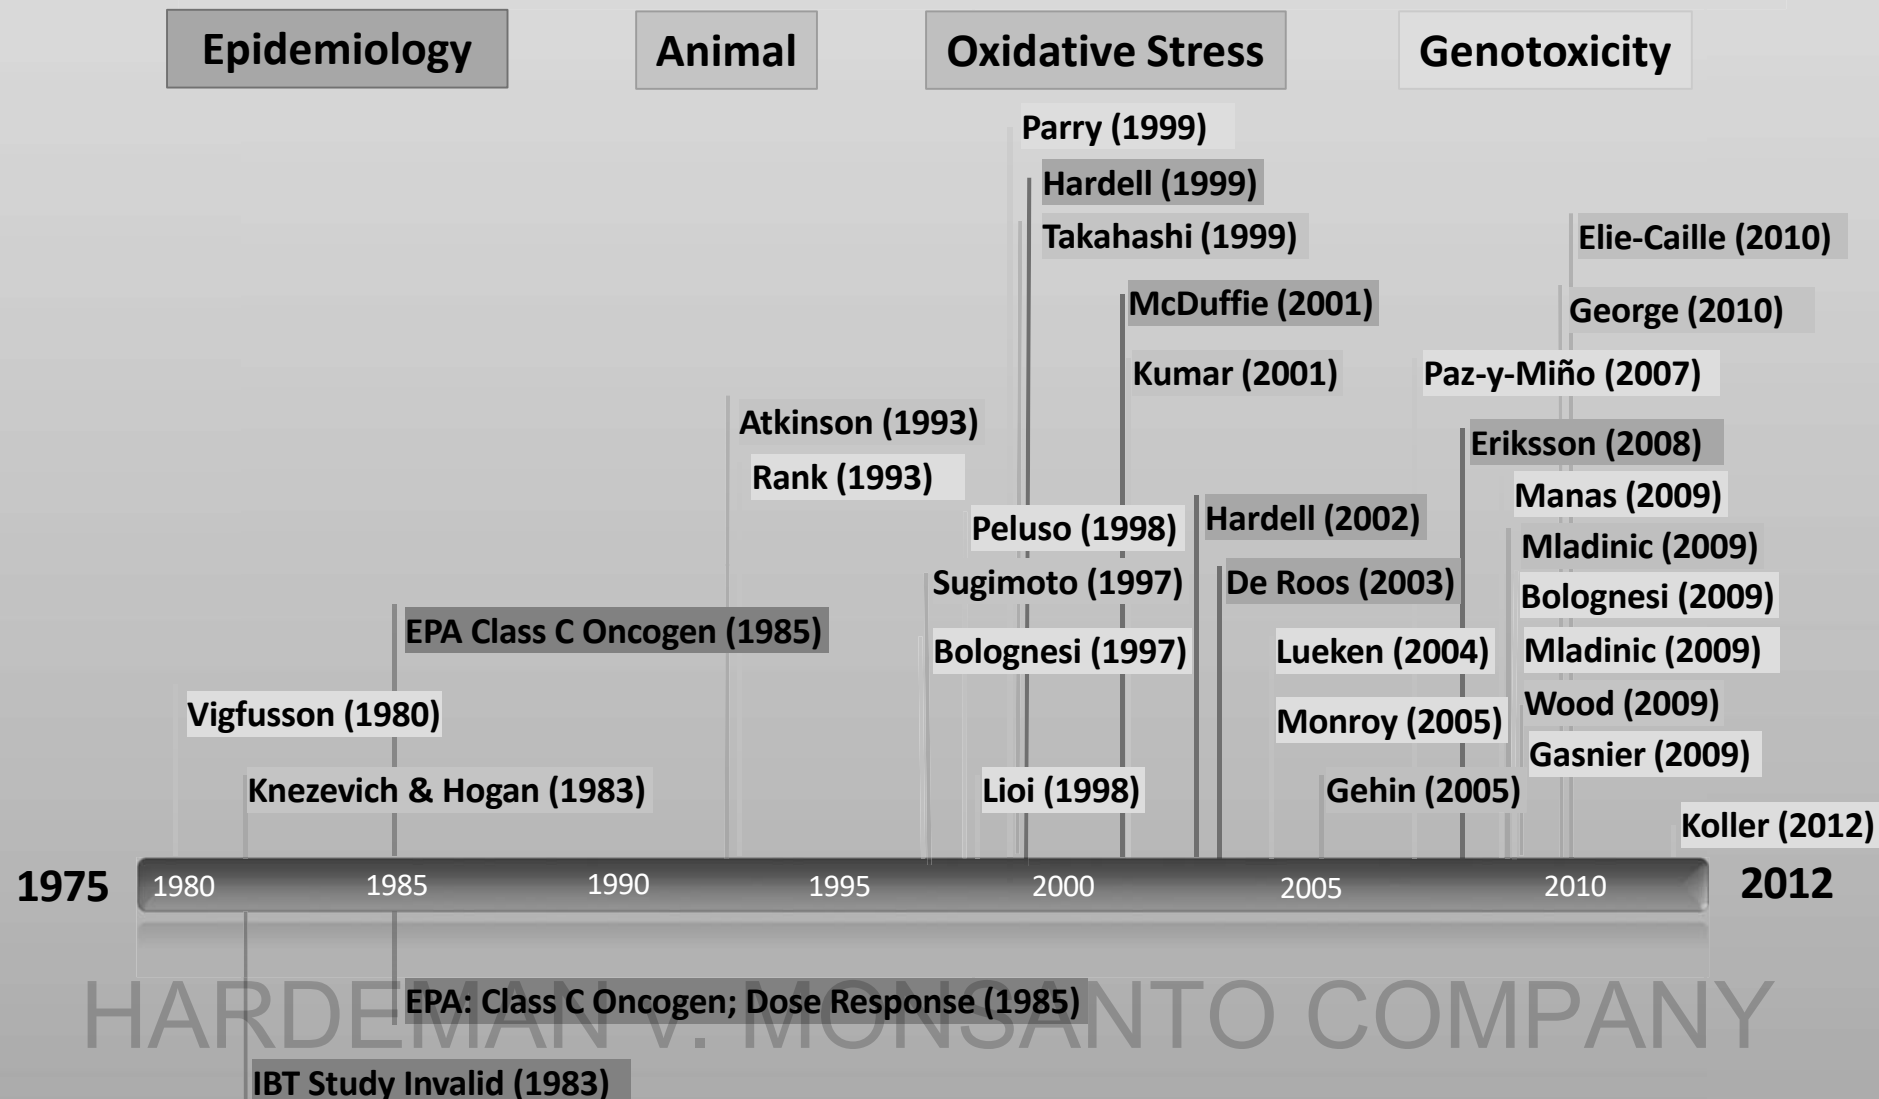 Epidemiology
Animal
Oxidative Stress
Genotoxicity
Parry (1999)
Hardell (1999)
Takahashi (1999)
Elie-Caille (2010)
McDuffie (2001)
George (2010)
Kumar (2001)
Paz-y-Miño (2007)
Atkinson (1993)
Eriksson (2008)
Rank (1993)
Manas (2009)
Peluso (1998)
Hardell (2002)
Mladinic (2009)
Sugimoto (1997)
De Roos (2003)
Bolognesi (2009)
EPA Class C Oncogen (1985)
Bolognesi (1997)
Lueken (2004)
Mladinic (2009)
Vigfusson (1980)
Monroy (2005)
Wood (2009)
Gasnier (2009)
Knezevich & Hogan (1983)
Lioi (1998)
Gehin (2005)
Koller (2012)
1975
1980
1985
1990
1995
2000
2005
2010
2012
EPA: Class C Oncogen; Dose Response (1985)
HARDEMAN V. MONSANTO COMPANY
IBT Study Invalid (1983)